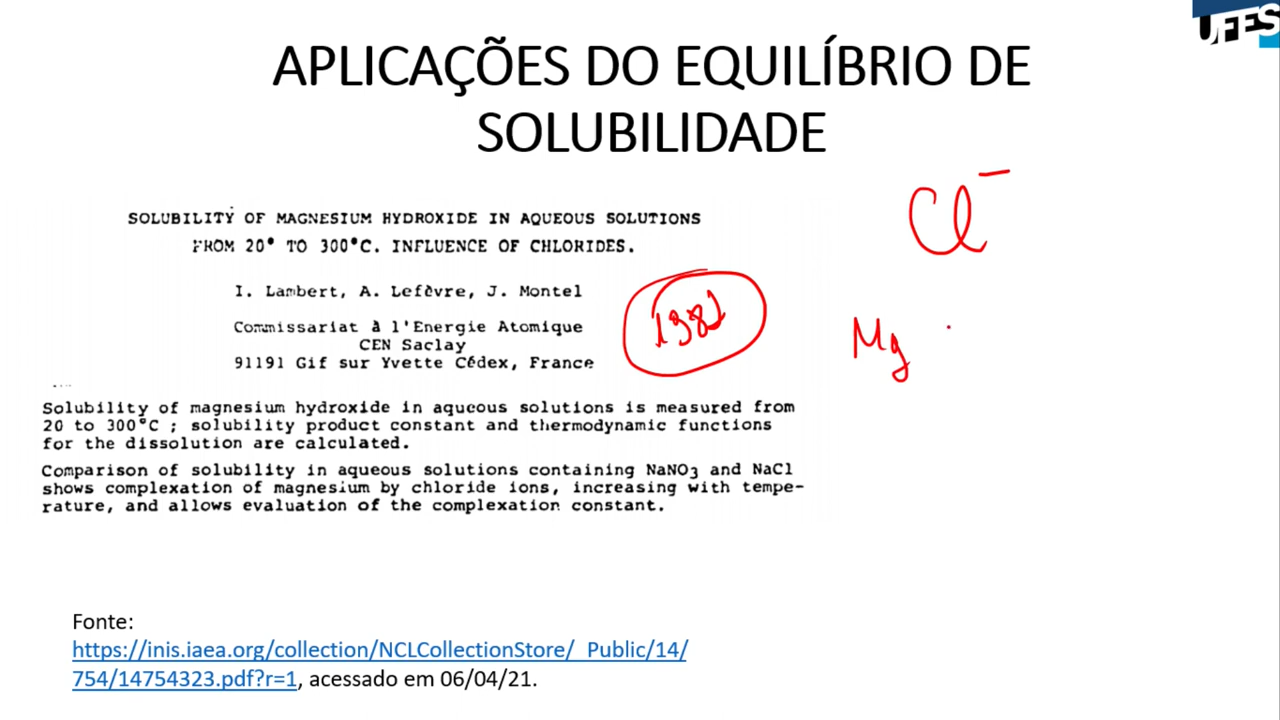 UFES
APLICAÇÕES DO EQUILÍBRIO DE
SOLUBILIDADE
SOLUBILITY OF MAGNESIUM HYDROXIDE IN AQUEOUS SOLUTIONS
FROM 20° TO 300°C. INFLUENCE OF CHLORIDES.
I. Lambert, A. Lefèvre, J. Montel
Commissariat à l'Energie Atomique
CEN Saclay
91191 Gif sur Yvette Cédex, France
Cl⁻
Mg
Solubility of magnesium hydroxide in aqueous solutions is measured from
20 to 300°C ; solubility product constant and thermodynamic functions
for the dissolution are calculated.
Comparison of solubility in aqueous solutions containing NaNO3 and NaCl
shows complexation of magnesium by chloride ions, increasing with tempe-
rature, and allows evaluation of the complexation constant.
Fonte:
https://inis.iaea.org/collection/NCLCollectionStore/_Public/14/
754/14754323.pdf?r=1, acessado em 06/04/21.